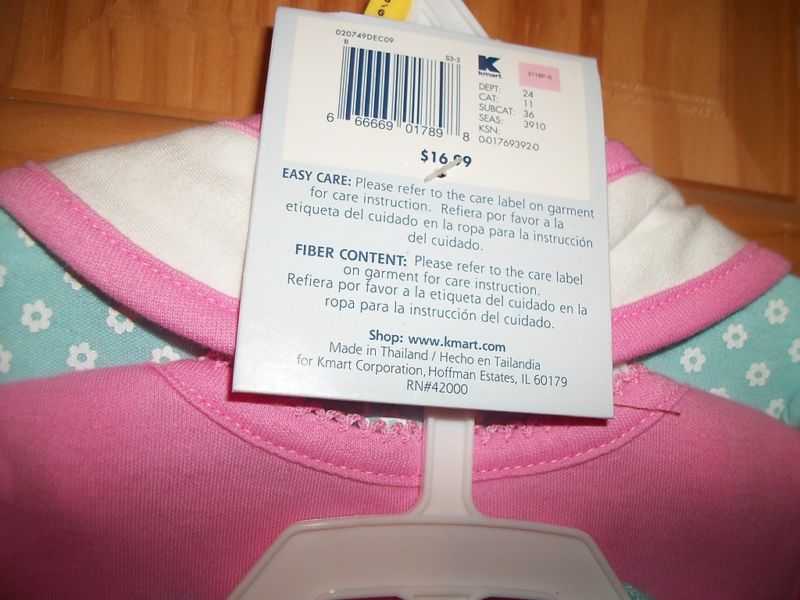 020749DEC09
8
53-3
6 66669 01789 8
K
kmart
3118P-5
DEPT: 24
CAT: 11
SUBCAT: 36
SEAS: 3910
KSN:
0-01769392-0
$16.99
EASY CARE: Please refer to the care label on garment
for care instruction. Refiera por favor a la
etiqueta del cuidado en la ropa para la instrucción
del cuidado.
FIBER CONTENT: Please refer to the care label
on garment for care instruction.
Refiera por favor a la etiqueta del cuidado en la
ropa para la instrucción del cuidado.
Shop: www.kmart.com
Made in Thailand / Hecho en Tailandia
for Kmart Corporation, Hoffman Estates, IL 60179
RN#42000